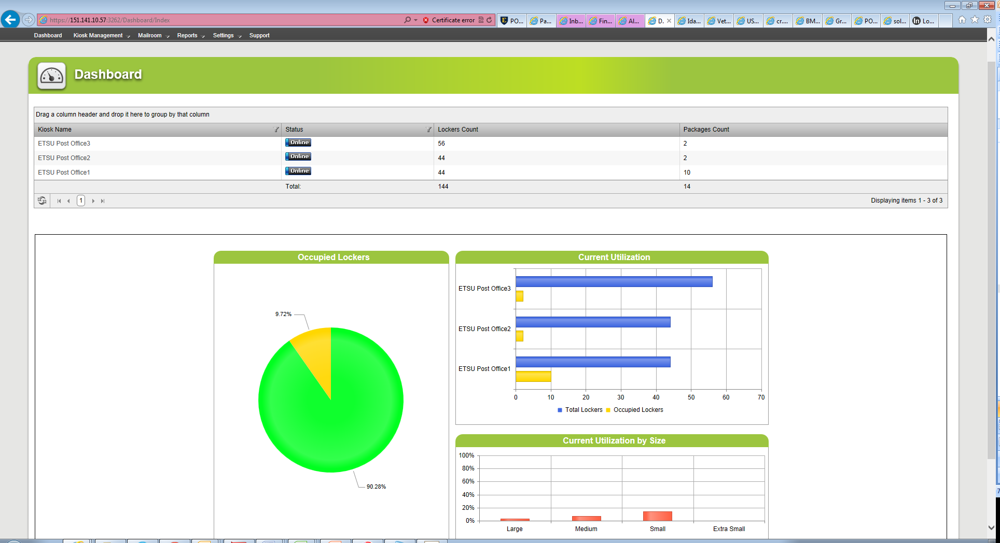 https://151.141.10.57:3262/Dashboard/Index
Certificate error
PO...
Pa...
Inb...
Fin...
Al...
D.
Ida...
Vet...
US...
cr....
BM...
Gr...
PO...
sol...
Lo...
Dashboard Kiosk Management Mailroom Reports Settings Support
Dashboard
Drag a column header and drop it here to group by that column
Kiosk Name Status Lockers Count Packages Count
ETSU Post Office3 Online 56 2
ETSU Post Office2 Online 44 2
ETSU Post Office1 Online 44 10
Total: 144 14
1 Displaying items 1 - 3 of 3
Occupied Lockers
9.72%
90.28%
Current Utilization
ETSU Post Office3
ETSU Post Office2
ETSU Post Office1
0 10 20 30 40 50 60 70
Total Lockers Occupied Lockers
Current Utilization by Size
100%
80%
60%
40%
20%
0%
Large Medium Small Extra Small